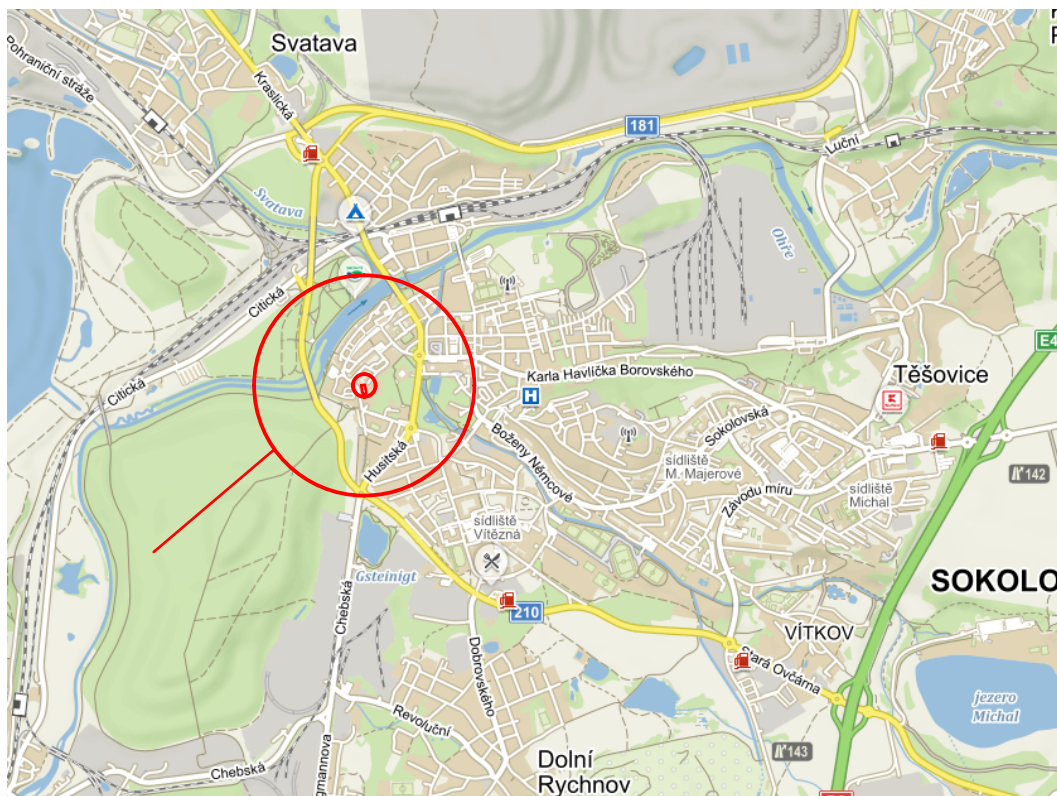 Svatava
Pohraniční stráže
Kraslická
181
Luční
Svatava
Ohře
Citická
E4
Karla Havlíčka Borovského
Těšovice
H
K
Citická
Sokolovská
Boženy Němcové
Husitská
sídliště
M. Majerové
142
Závodu míru
sídliště
Michal
sídliště
Vítězná
Gsteinigt
SOKOLO
Chebská
210
VÍTKOV
Dobrovského
Stará Ovčárna
jezero
Michal
Revoluční
143
Dolní
Rychnov
Chebská
gmannova